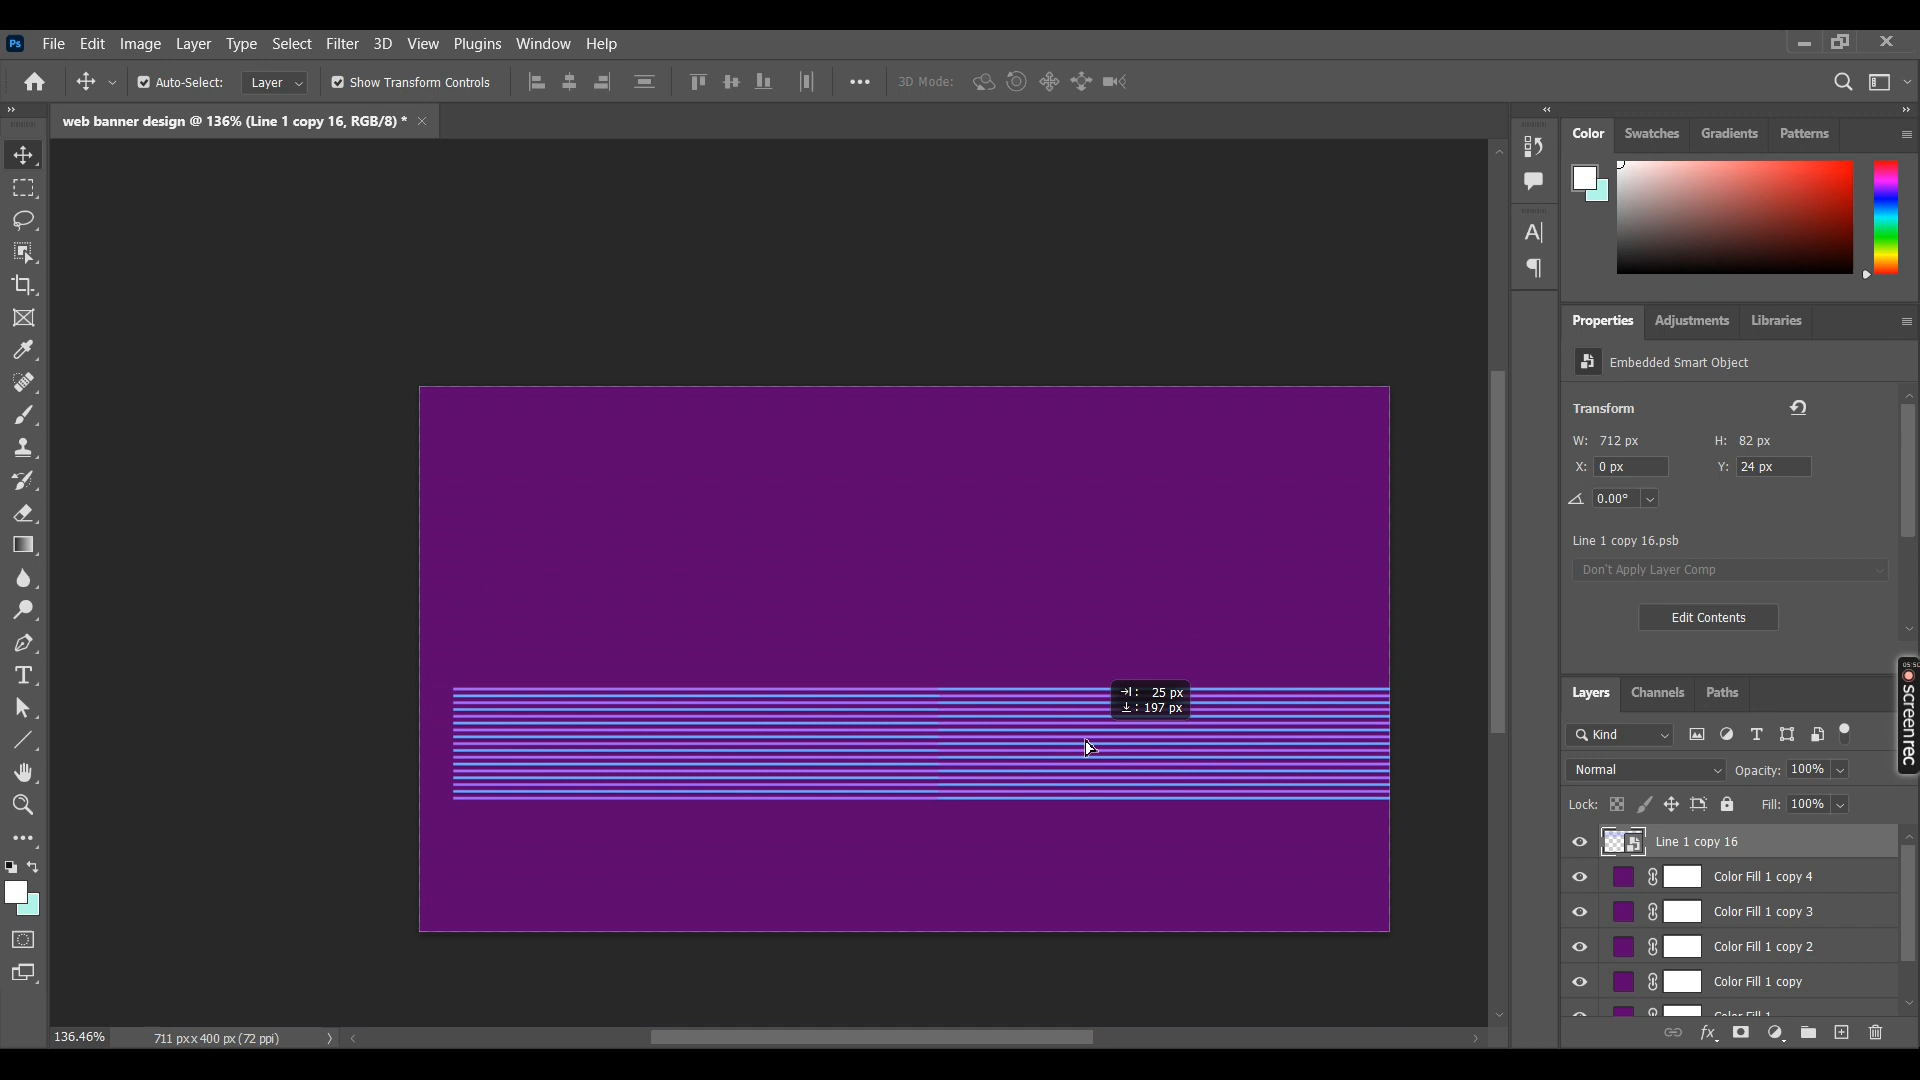 Ps File Edit Image Layer Type Select Filter 3D View Plugins Window Help
Auto-Select: Layer Show Transform Controls 3D Mode:
web banner design @ 136% (Line 1 copy 16, RGB/8) *
Color Swatches Gradients Patterns
Properties Adjustments Libraries
Embedded Smart Object
Transform
W: 712 px H: 82 px
X: 0 px Y: 24 px
0.00°
Line 1 copy 16.psb
Don't Apply Layer Comp
Edit Contents
: 25 px
: 197 px
screenrec
Layers Channels Paths
Kind
Normal Opacity: 100%
Lock: Fill: 100%
Line 1 copy 16
Color Fill 1 copy 4
Color Fill 1 copy 3
Color Fill 1 copy 2
Color Fill 1 copy
Color Fill 1
136.46% 711 px x 400 px (72 ppi)